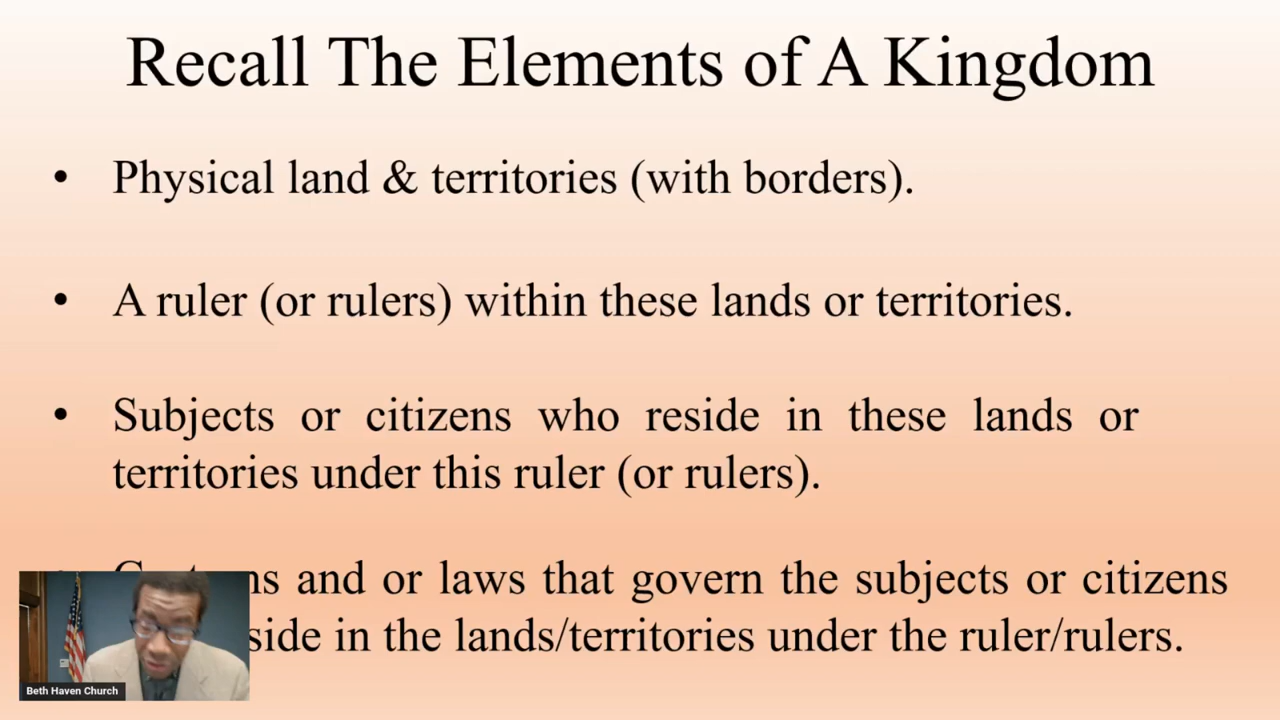 Recall The Elements of A Kingdom
• Physical land & territories (with borders).
• A ruler (or rulers) within these lands or territories.
• Subjects or citizens who reside in these lands or
territories under this ruler (or rulers).
and or laws that govern the subjects or citizens
in the lands/territories under the ruler/rulers.
Beth Haven Church